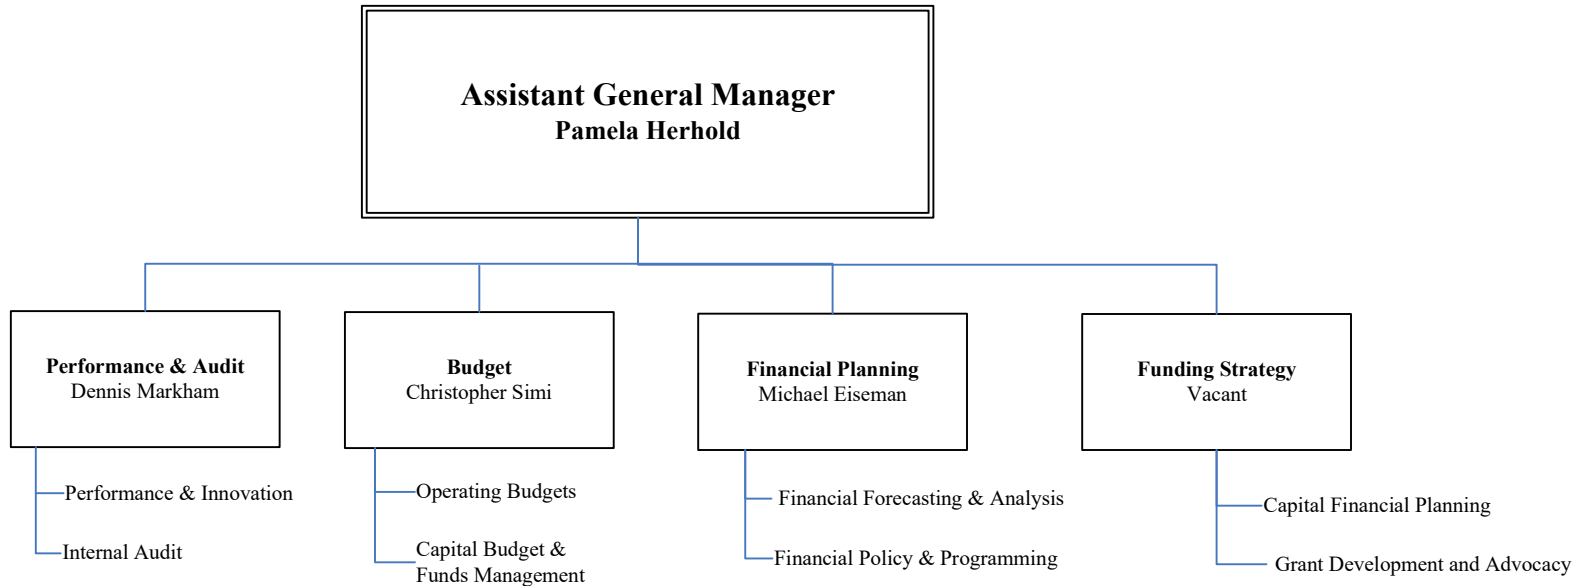 Assistant General Manager
Pamela Herhold
Performance & Audit
Dennis Markham
Performance & Innovation
Internal Audit
Budget
Christopher Simi
Operating Budgets
Capital Budget &
Funds Management
Financial Planning
Michael Eiseman
Financial Forecasting & Analysis
Financial Policy & Programming
Funding Strategy
Vacant
Capital Financial Planning
Grant Development and Advocacy